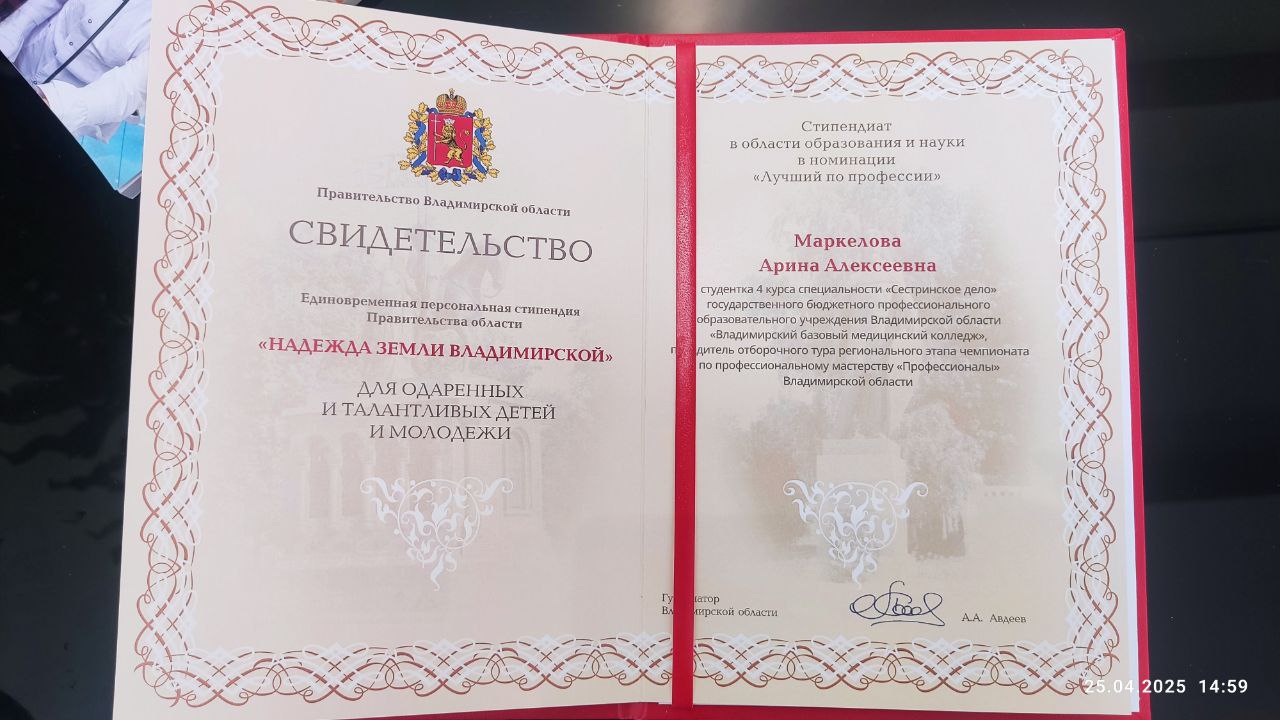 Правительство Владимирской области
СВИДЕТЕЛЬСТВО
Единовременная персональная стипендия
Правительства области
«НАДЕЖДА ЗЕМЛИ ВЛАДИМИРСКОЙ»
ДЛЯ ОДАРЕННЫХ
И ТАЛАНТЛИВЫХ ДЕТЕЙ
И МОЛОДЕЖИ
Стипендиат
в области образования и науки
в номинации
«Лучший по профессии»
Маркелова
Арина Алексеевна
студентка 4 курса специальности «Сестринское дело»
государственного бюджетного профессионального
образовательного учреждения Владимирской области
«Владимирский базовый медицинский колледж»,
отборочного тура регионального этапа чемпионата
по профессиональному мастерству «Профессионалы»
Владимирской области
области
А.А. Авдеев
25.04.2025 14:59